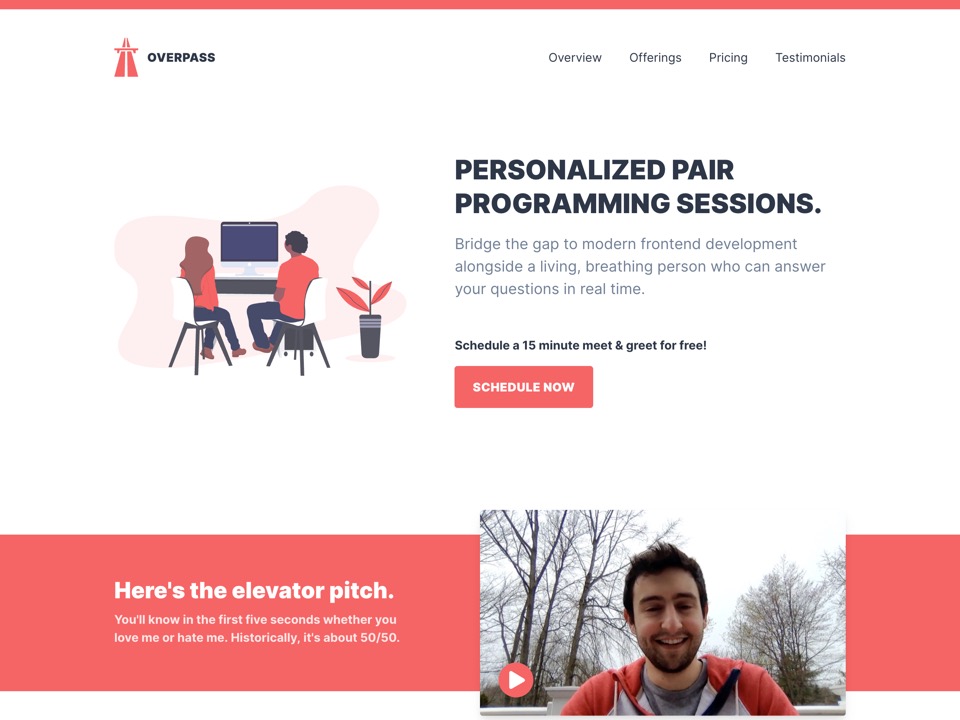 OVERPASS
Overview
Offerings
Pricing
Testimonials
PERSONALIZED PAIR
PROGRAMMING SESSIONS.
Bridge the gap to modern frontend development
alongside a living, breathing person who can answer
your questions in real time.
Schedule a 15 minute meet & greet for free!
SCHEDULE NOW
Here's the elevator pitch.
You'll know in the first five seconds whether you
love me or hate me. Historically, it's about 50/50.